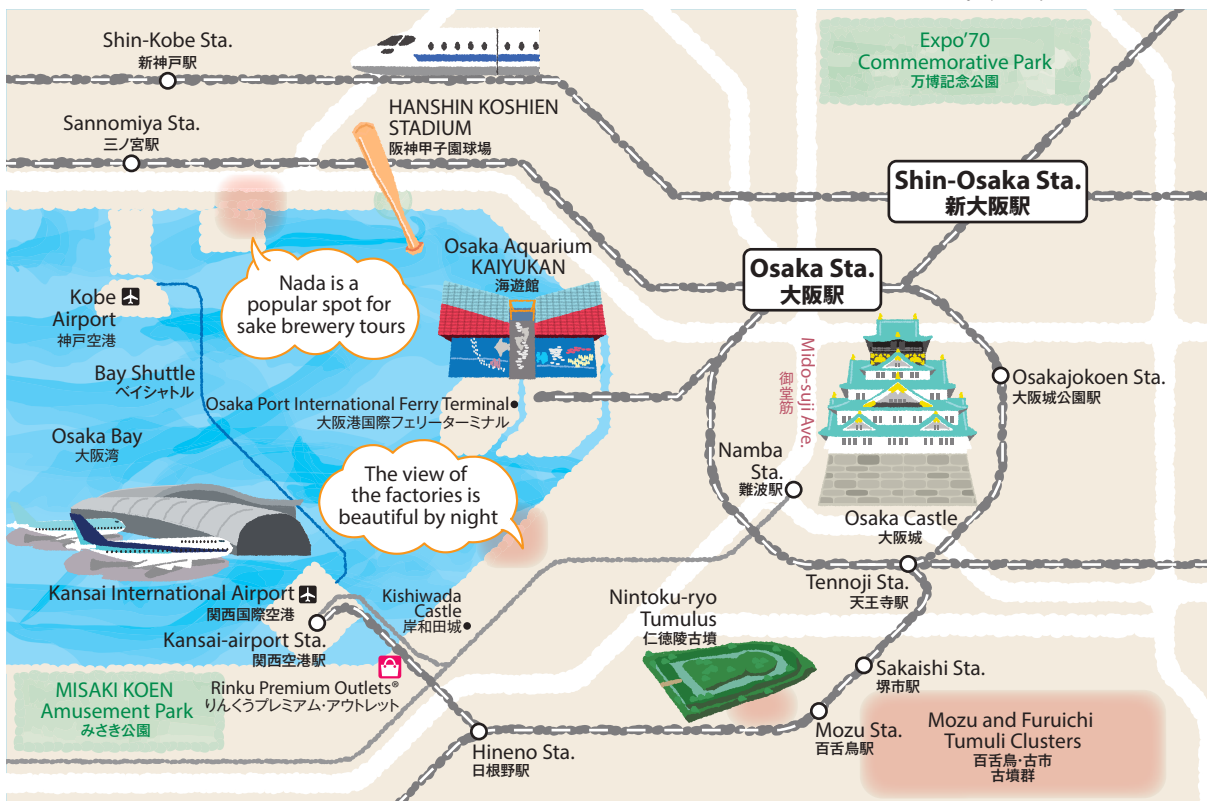 Shin-Kobe Sta.
新神戸駅
Expo'70
Commemorative Park
万博記念公園
Sannomiya Sta.
三ノ宮駅
HANSHIN KOSHIEN
STADIUM
阪神甲子園球場
Shin-Osaka Sta.
新大阪駅
Osaka Sta.
大阪駅
Osaka Aquarium
KAIYUKAN
海遊館
Nada is a
popular spot for
sake brewery tours
Kobe
Airport
神戸空港
Bay Shuttle
ベイシャトル
Osaka Bay
大阪湾
Osaka Port International Ferry Terminal
大阪港国際フェリーターミナル
Mido-suji Ave.
御堂筋
Osakajokoen Sta.
大阪城公園駅
Namba
Sta.
難波駅
The view of
the factories is
beautiful by night
Osaka Castle
大阪城
Tennoji Sta.
天王寺駅
Kansai International Airport
関西国際空港
Kansai-airport Sta.
関西空港駅
Kishiwada
Castle
岸和田城
Nintoku-ryo
Tumulus
仁徳陵古墳
Sakaishi Sta.
堺市駅
MISAKI KOEN
Amusement Park
みさき公園
Rinku Premium Outlets®
りんくうプレミアム・アウトレット
Hineno Sta.
日根野駅
Mozu Sta.
百舌鳥駅
Mozu and Furuichi
Tumuli Clusters
百舌鳥・古市
古墳群